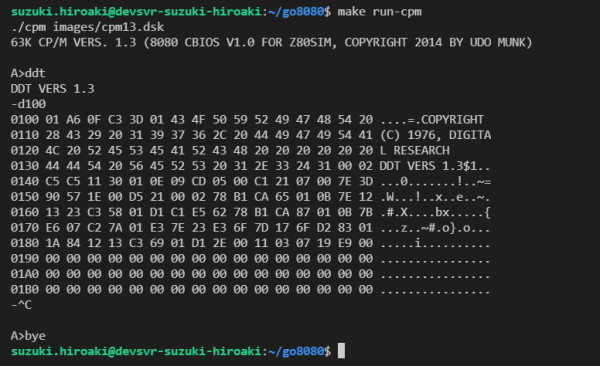 suzuki.hiroaki@devsvr-suzuki-hiroaki:~/go8080$ make run-cpm
./cpm images/cpm13.dsk
63K CP/M VERS. 1.3 (8080 CBIOS V1.0 FOR Z80SIM, COPYRIGHT 2014 BY UDO MUNK)
A>ddt
DDT VERS 1.3
-d100
0100 01 A6 0F C3 3D 01 43 4F 50 59 52 49 47 48 54 20 ....=.COPYRIGHT
0110 28 43 29 20 31 39 37 36 2C 20 44 49 47 49 54 41 (C) 1976, DIGITA
0120 4C 20 52 45 53 45 41 52 43 48 20 20 20 20 20 20 L RESEARCH
0130 44 44 54 20 56 45 52 53 20 31 2E 33 24 31 00 02 DDT VERS 1.3$1..
0140 C5 C5 11 30 01 0E 09 CD 05 00 C1 21 07 00 7E 3D ...0.......!..~=
0150 90 57 1E 00 D5 21 00 02 78 B1 CA 65 01 0B 7E 12 .W...!..x..e..~.
0160 13 23 C3 58 01 D1 C1 E5 62 78 B1 CA 87 01 0B 7B .#.X....bx.....{
0170 E6 07 C2 7A 01 E3 7E 23 E3 6F 7D 17 6F D2 83 01 ...z..~#.o}.o...
0180 1A 84 12 13 C3 69 01 D1 2E 00 11 03 07 19 E9 00 .....i..........
0190 00 00 00 00 00 00 00 00 00 00 00 00 00 00 00 00 ................
01A0 00 00 00 00 00 00 00 00 00 00 00 00 00 00 00 00 ................
01B0 00 00 00 00 00 00 00 00 00 00 00 00 00 00 00 00 ................
-^C
A>bye
suzuki.hiroaki@devsvr-suzuki-hiroaki:~/go8080$